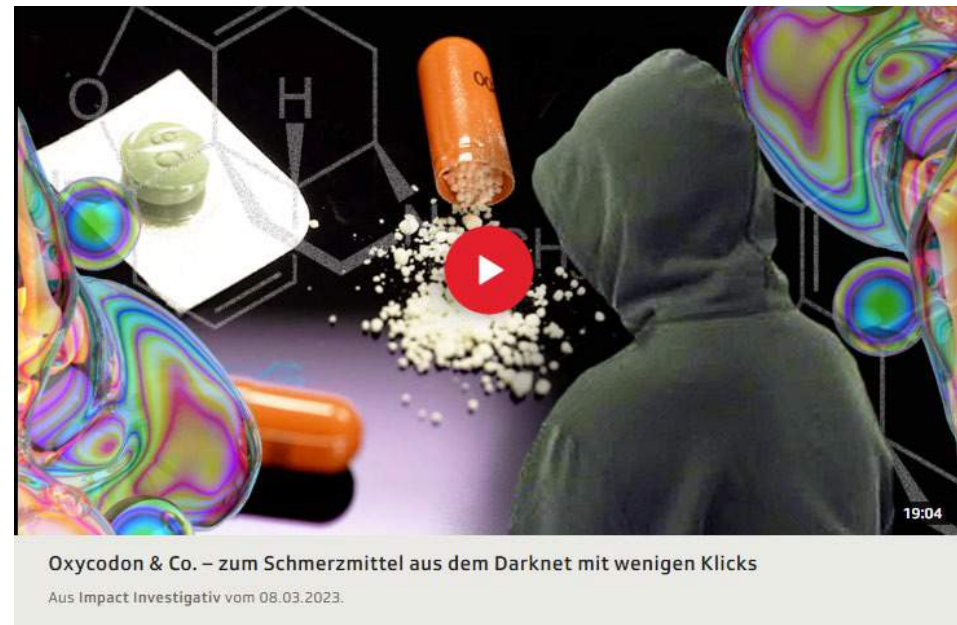 O
H
N
CH
19:04
Oxycodon & Co. – zum Schmerzmittel aus dem Darknet mit wenigen Klicks
Aus Impact Investigativ vom 08.03.2023.